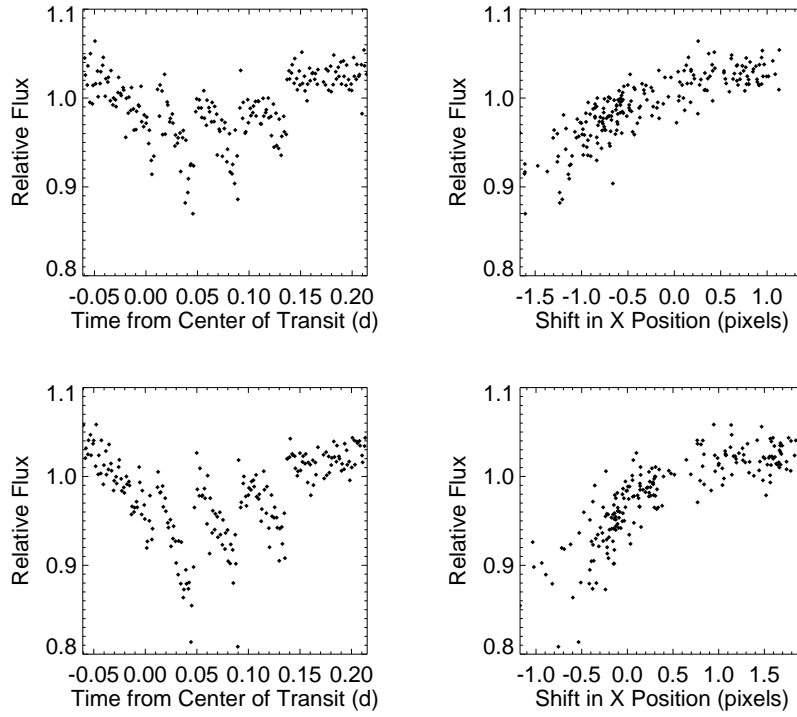 1.1
1.0
0.9
0.8
Relative Flux
-0.05 0.00 0.05 0.10 0.15 0.20
Time from Center of Transit (d)
1.1
1.0
0.9
0.8
Relative Flux
-1.5 -1.0 -0.5 0.0 0.5 1.0
Shift in X Position (pixels)
1.1
1.0
0.9
0.8
Relative Flux
-0.05 0.00 0.05 0.10 0.15 0.20
Time from Center of Transit (d)
1.1
1.0
0.9
0.8
Relative Flux
-1.0 -0.5 0.0 0.5 1.0 1.5
Shift in X Position (pixels)